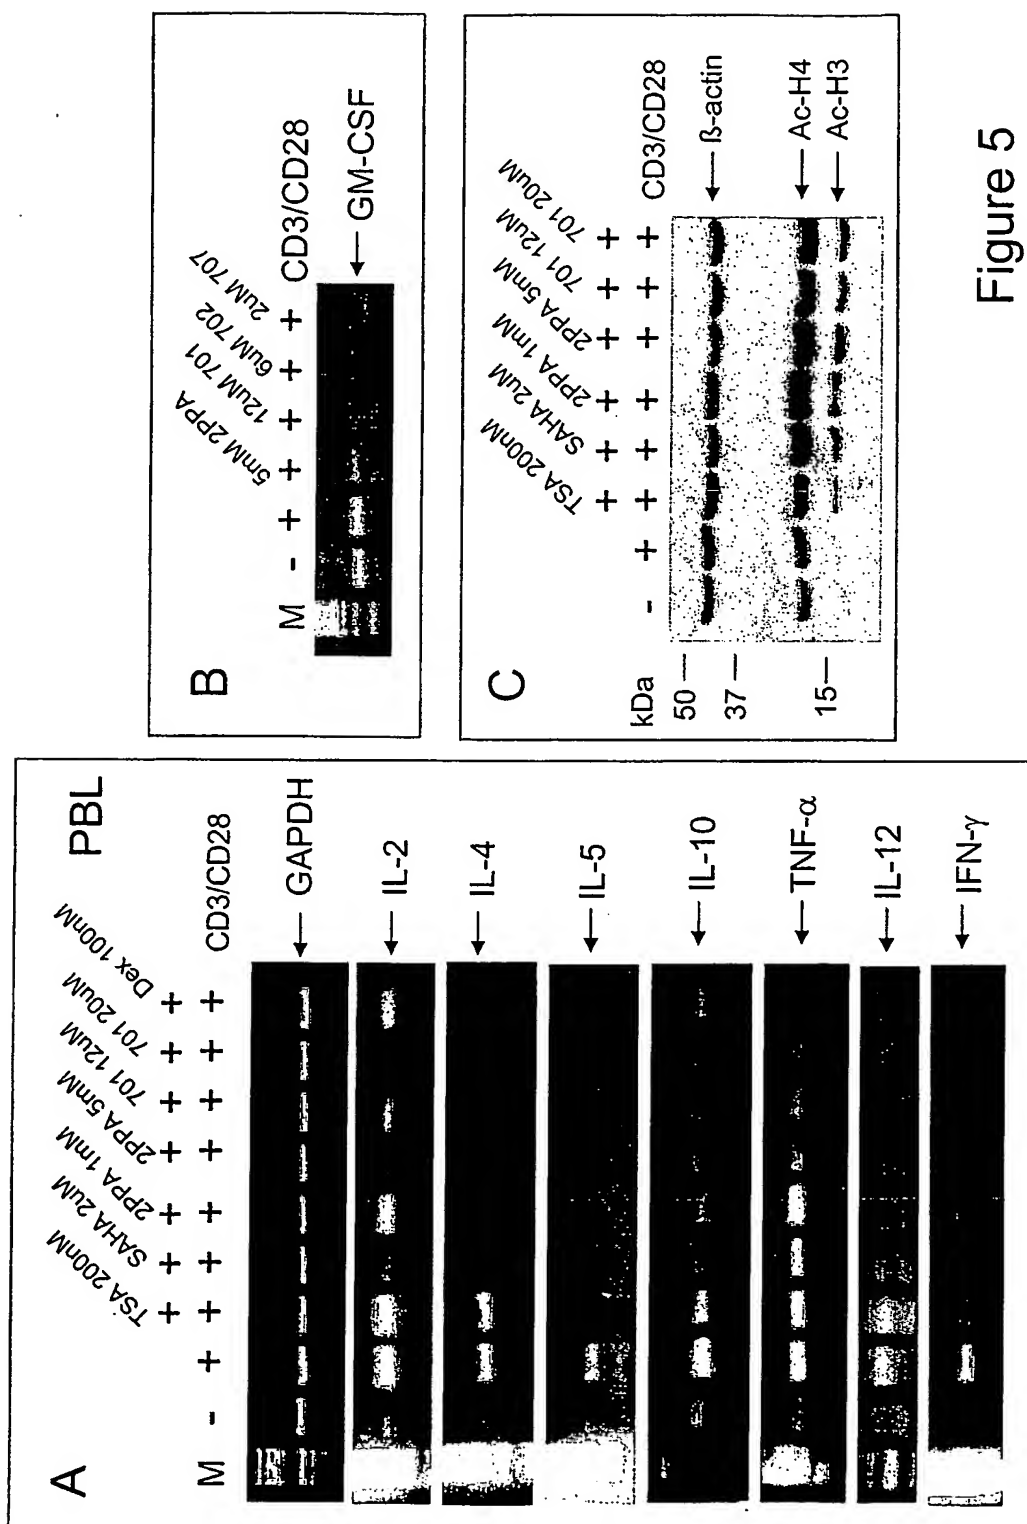 A
PBL
TSA 200nM
SAHA 2uM
2PPA 1mM
2PPA 5mM
701 12uM
701 20uM
Dex 100nM
+ + + + + + +
M - + + + + + + + + CD3/CD28
GAPDH
IL-2
IL-4
IL-5
IL-10
TNF-α
IL-12
IFN-γ
B
5mM 2PPA
12uM 701
6uM 702
2uM 707
M - + + + + + CD3/CD28
GM-CSF
C
TSA 200nM
SAHA 2uM
2PPA 1mM
2PPA 5mM
701 12uM
701 20uM
+ + + + + +
kDa - + + + + + + + CD3/CD28
50
ß-actin
37
Ac-H4
15
Ac-H3
Figure 5